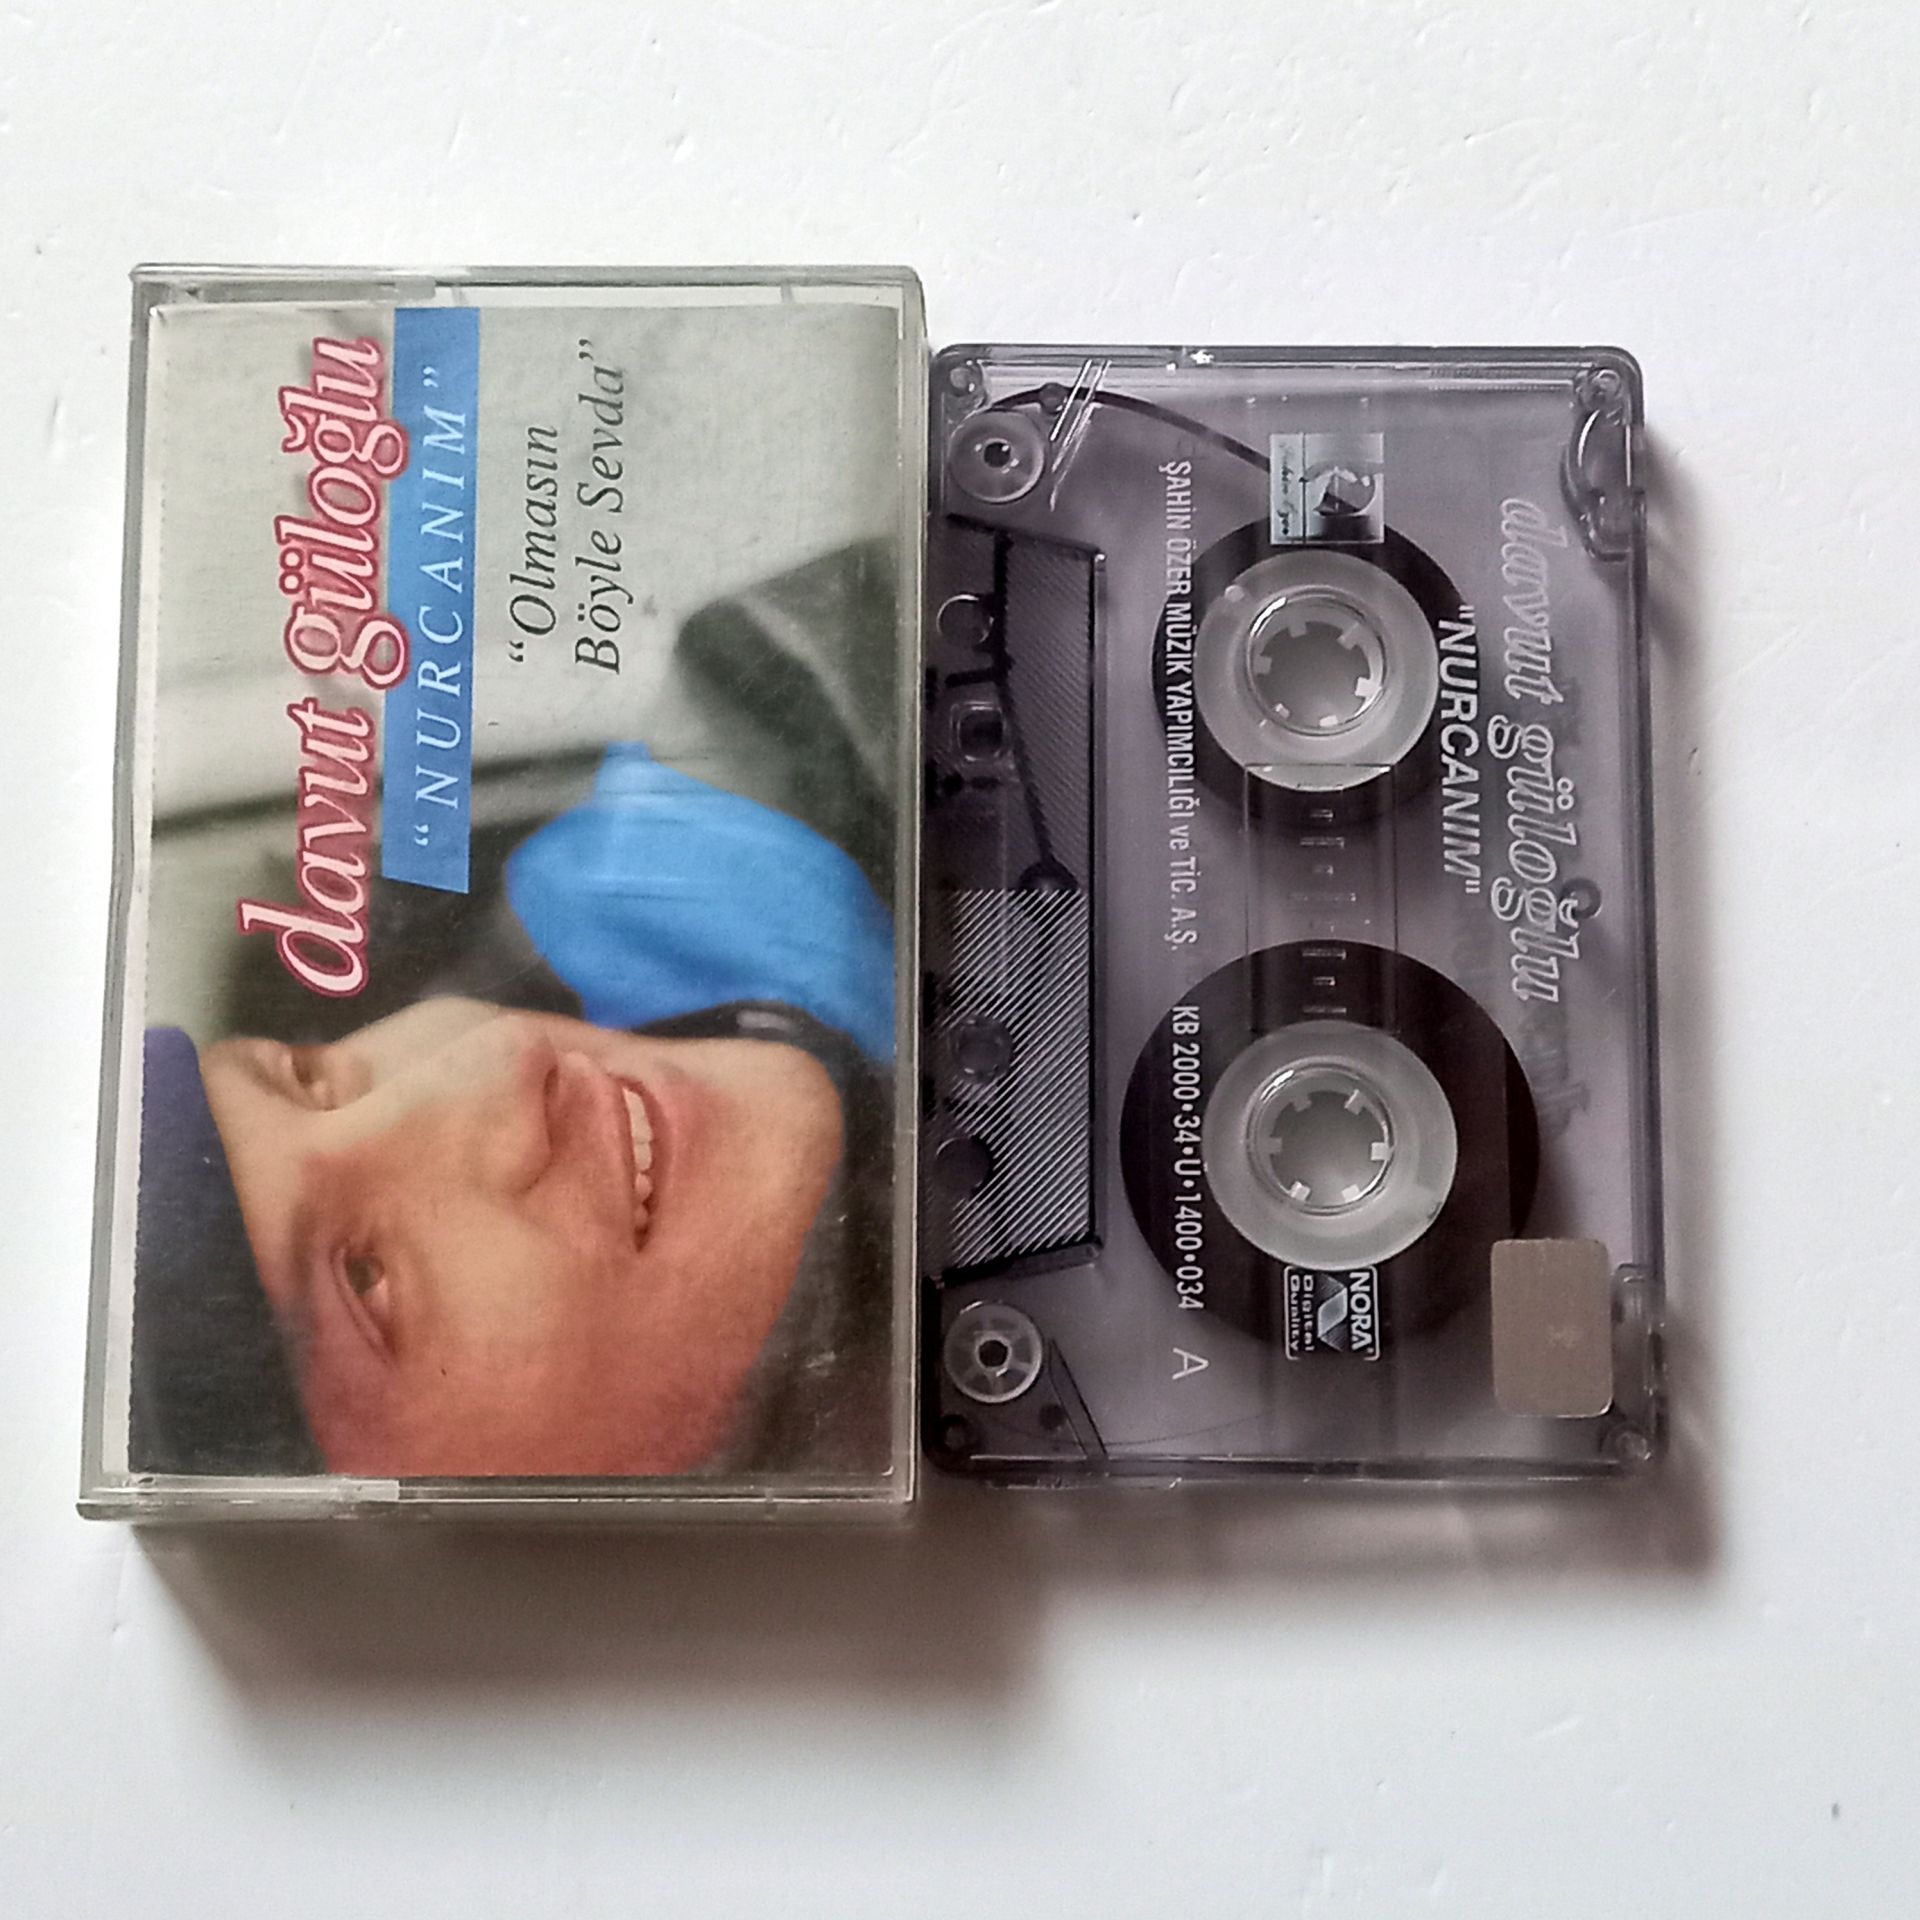 davut güloğlu
"NURCANIM"
"Olmasın
Böyle Sevda"
davut güloğlu
"NURCANIM"
NORA
Digital
Quality
ŞAHİN ÖZER MÜZİK YAPIMCILIĞI ve TİC. A.Ş. KB 2000•34•Ü•1400•034 A